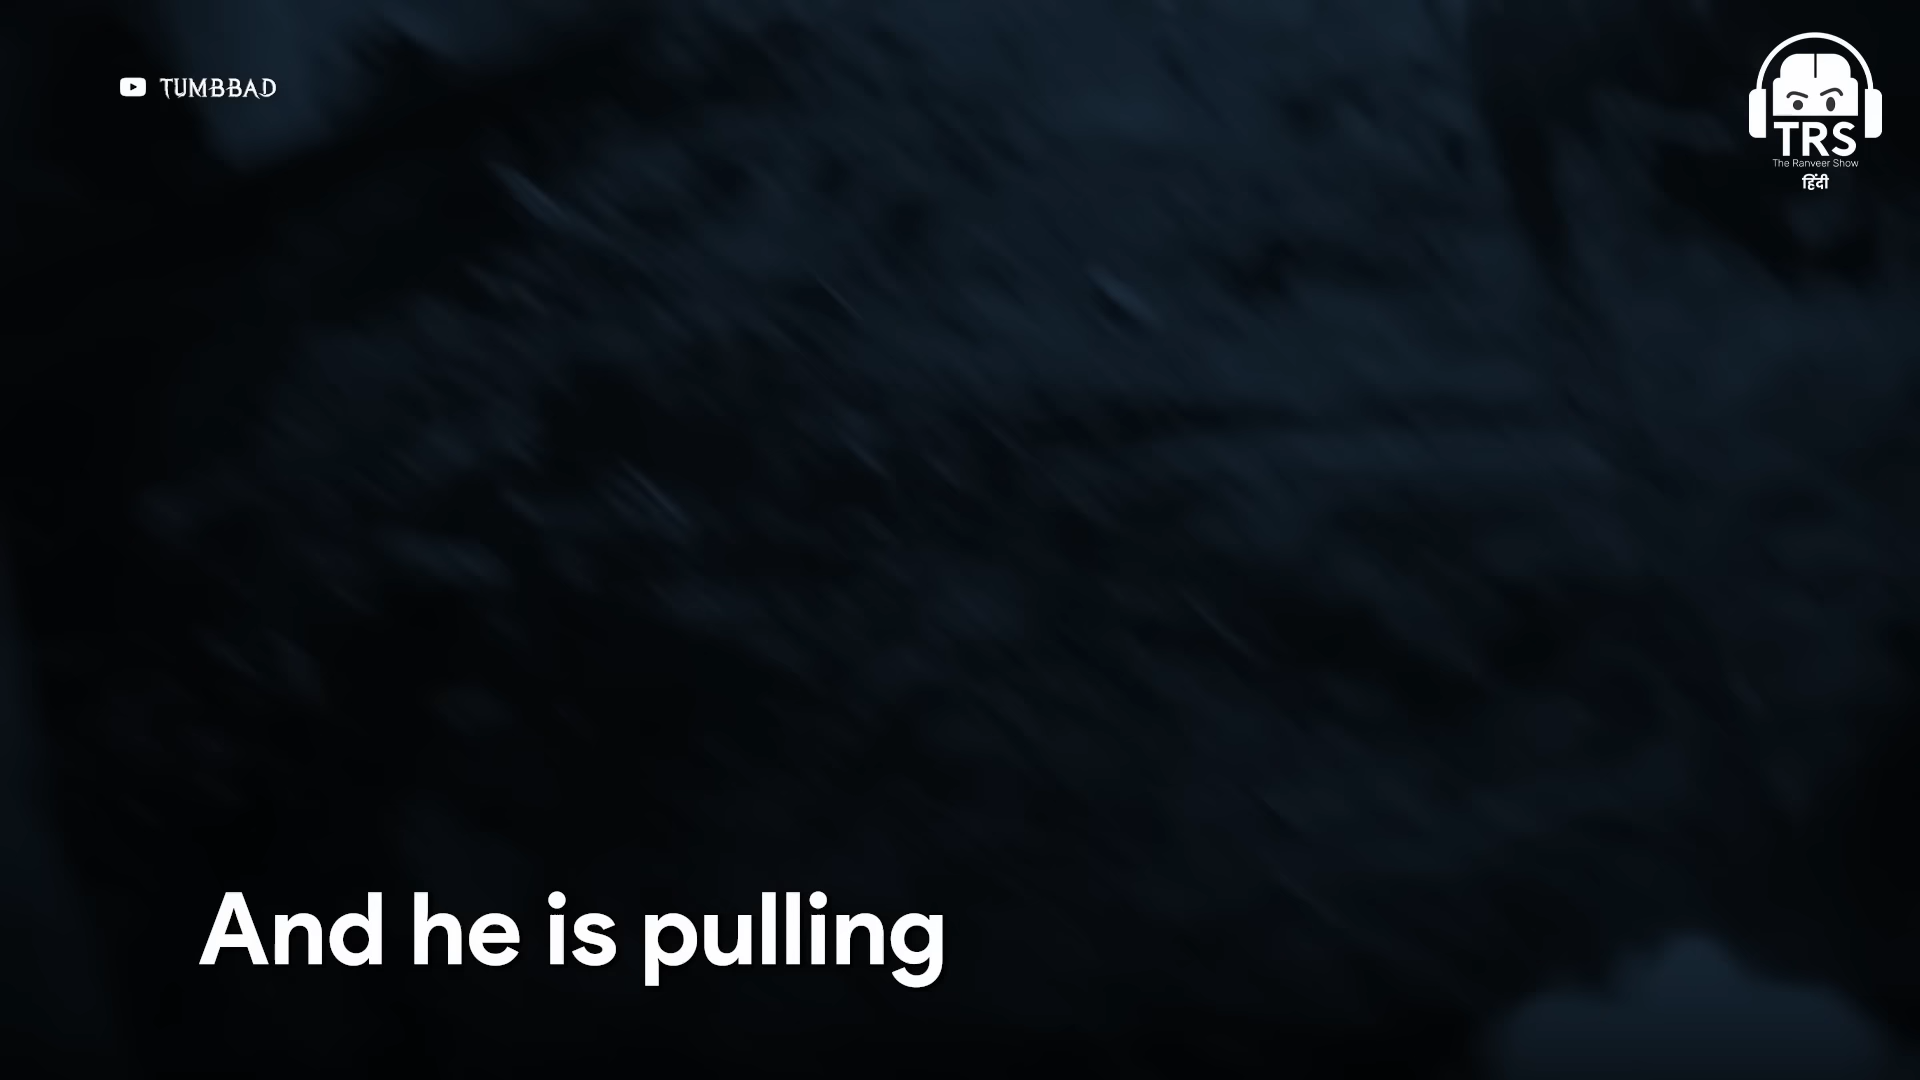 TUMBBAD
TRS
The Ranveer Show
हिंदी
And he is pulling